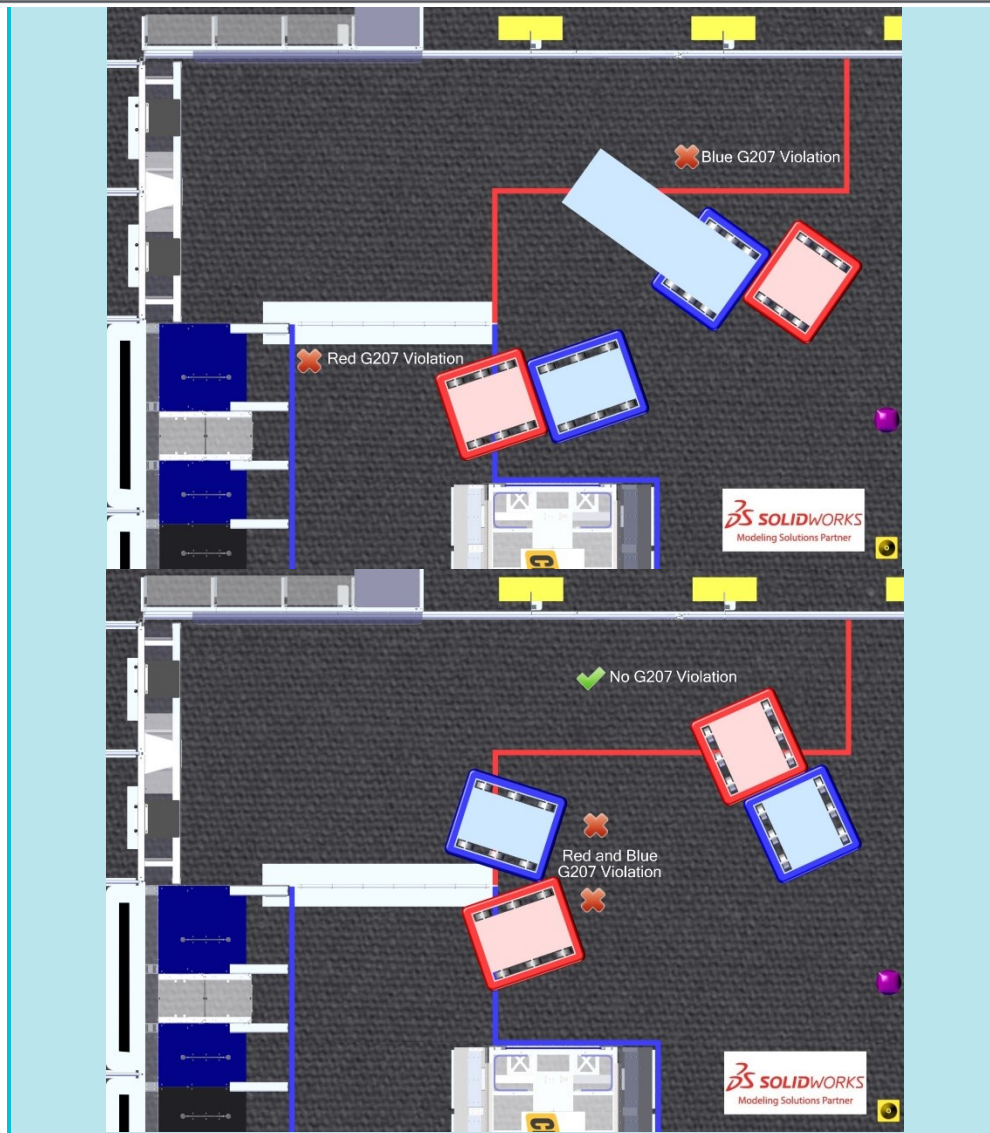 Blue G207 Violation
Red G207 Violation
C
35 SOLIDWORKS
Modeling Solutions Partner
No G207 Violation
Red and Blue
G207 Violation
C
SOLIDWORKS
Modeling Solutions Partner